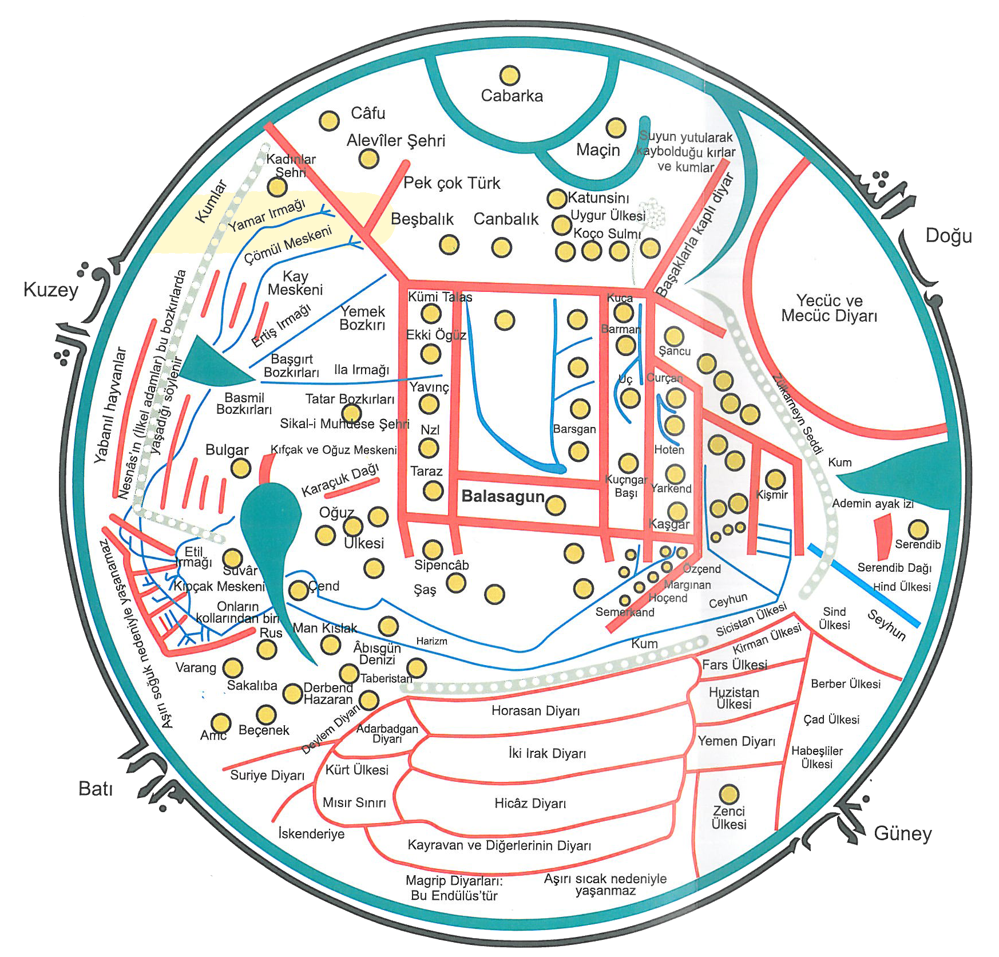 Cabarka
Câfu
Alevîler Şehri
Maçin
Suyun yutularak
kaybolduğu kırlar
ve kumlar
Kadınlar
Şehri
Pek çok Türk
Kumlar
Yamar Irmağı
Katunsinı
Uygur Ülkesi
Beşbalık
Canbalık
Koço Sulmı
Başaklarla kaplı diyar
Doğu
Çömül Meskeni
Kuzey
Kay
Meskeni
Kümi Talas
Kuça
Yecüc ve
Mecüc Diyarı
Ertiş Irmağı
Yemek
Bozkırı
Ekki Ögüz
Barman
Şancu
Yabanıl hayvanlar
Nesnâs'ın (İlkel adamlar) bu bozkırlarda
yaşadığı söylenir
Başgırt
Bozkırları
Ila Irmağı
Uç
Curçan
Zülkarneyn Seddi
Basmil
Bozkırları
Tatar Bozkırları
Yavınç
Sikal-i Muhdese Şehri
Nzl
Barsgan
Bulgar
Kıfçak ve Oğuz Meskeni
Hoten
Kum
Karaçuk Dağı
Taraz
Kuçngar
Başı
Yarkend
Kişmir
Balasagun
Ademin ayak izi
Oğuz
Ülkesi
Kaşgar
Serendib
Etil
Irmağı
Suvâr
Sipencâb
Özçend
Serendib Dağı
Kıpçak Meskeni
Çend
Şaş
Margınan
Hind Ülkesi
Hoçend
Ceyhun
Onların
kollarından biri
Semerkand
Sicistan Ülkesi
Sind
Ülkesi
Seyhun
Aşırı soğuk nedeniyle yaşanamaz
Rus
Man Kıslak
Harizm
Kum
Kirman Ülkesi
Âbısgün
Denizi
Varang
Fars Ülkesi
Sakalıba
Taberistan
Derbend
Hazaran
Berber Ülkesi
Huzistan
Ülkesi
Deylem Diyarı
Horasan Diyarı
Çad Ülkesi
Amc
Beçenek
Adarbadgan
Diyarı
Yemen Diyarı
İki Irak Diyarı
Habeşliler
Ülkesi
Batı
Suriye Diyarı
Kürt Ülkesi
Mısır Sınırı
Hicâz Diyarı
Zenci
Ülkesi
İskenderiye
Güney
Kayravan ve Diğerlerinin Diyarı
Magrip Diyarları:
Bu Endülüs'tür
Aşırı sıcak nedeniyle
yaşanmaz